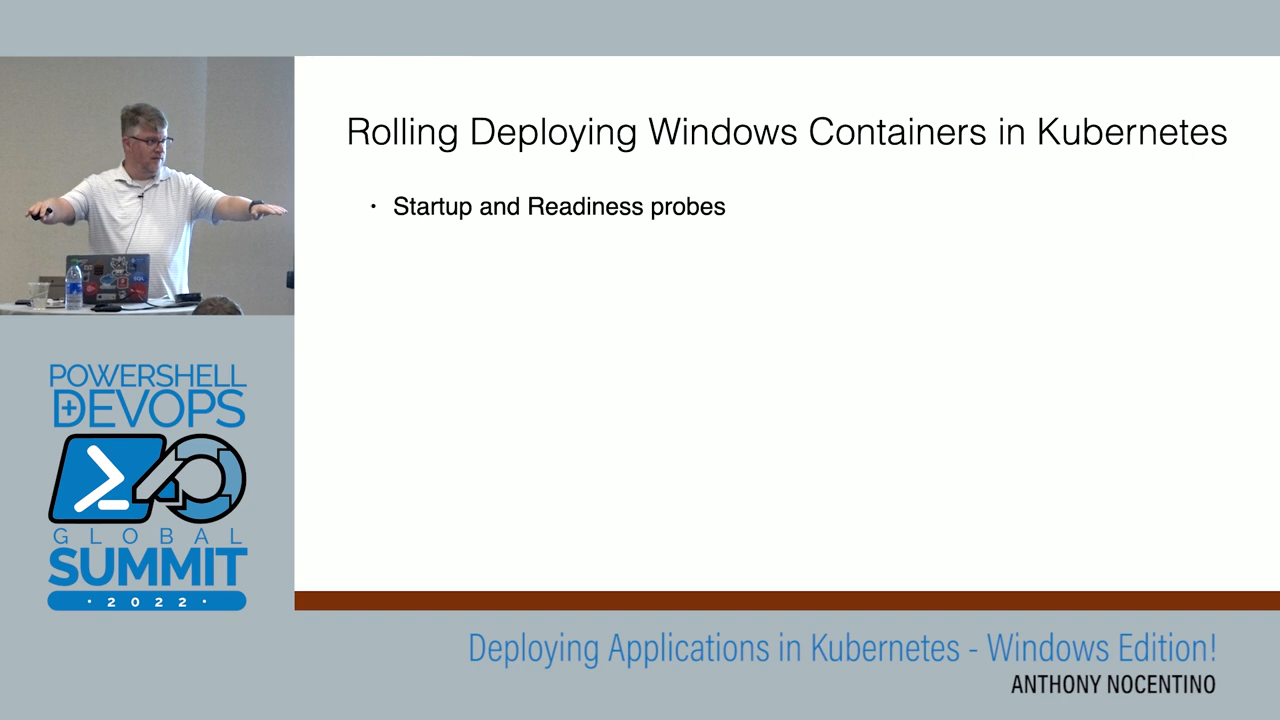 Rolling Deploying Windows Containers in Kubernetes
· Startup and Readiness probes
POWERSHELL
+DEVOPS
GLOBAL
SUMMIT
· 2022 ·
Deploying Applications in Kubernetes - Windows Edition!
ANTHONY NOCENTINO